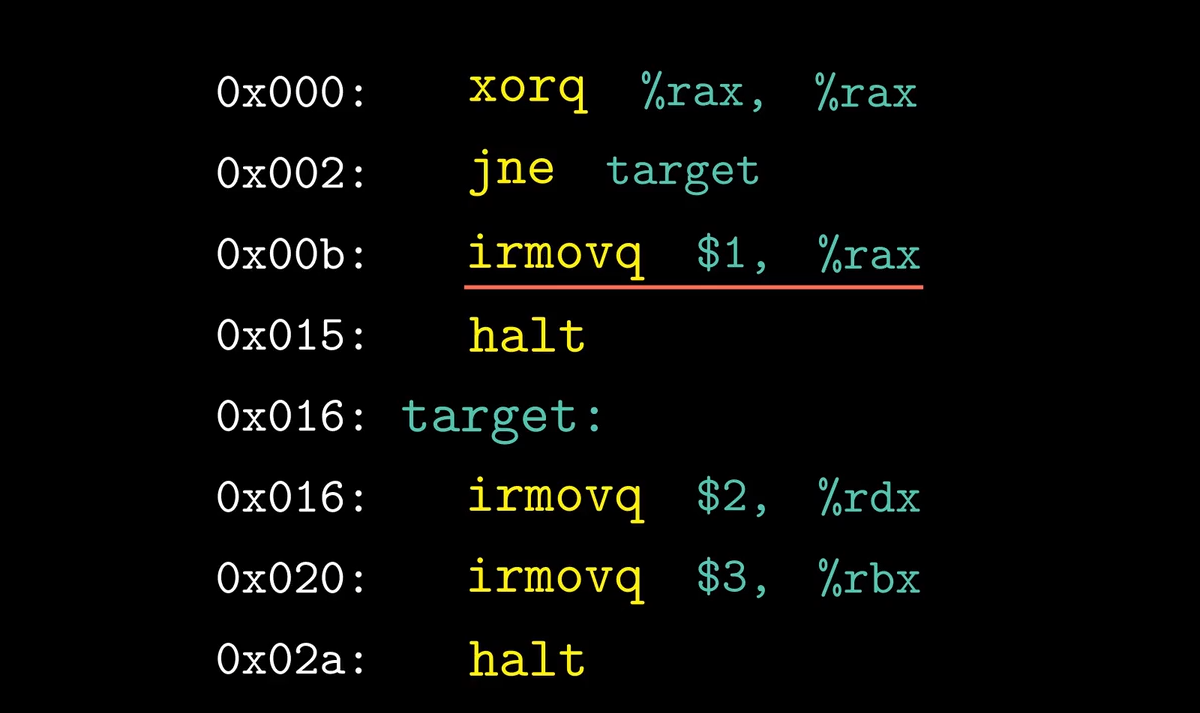 0x000: xorq %rax, %rax
0x002: jne target
0x00b: irmovq $1, %rax
0x015: halt
0x016: target:
0x016: irmovq $2, %rdx
0x020: irmovq $3, %rbx
0x02a: halt